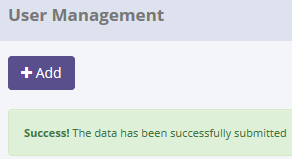 User Management
+ Add
Success! The data has been successfully submitted